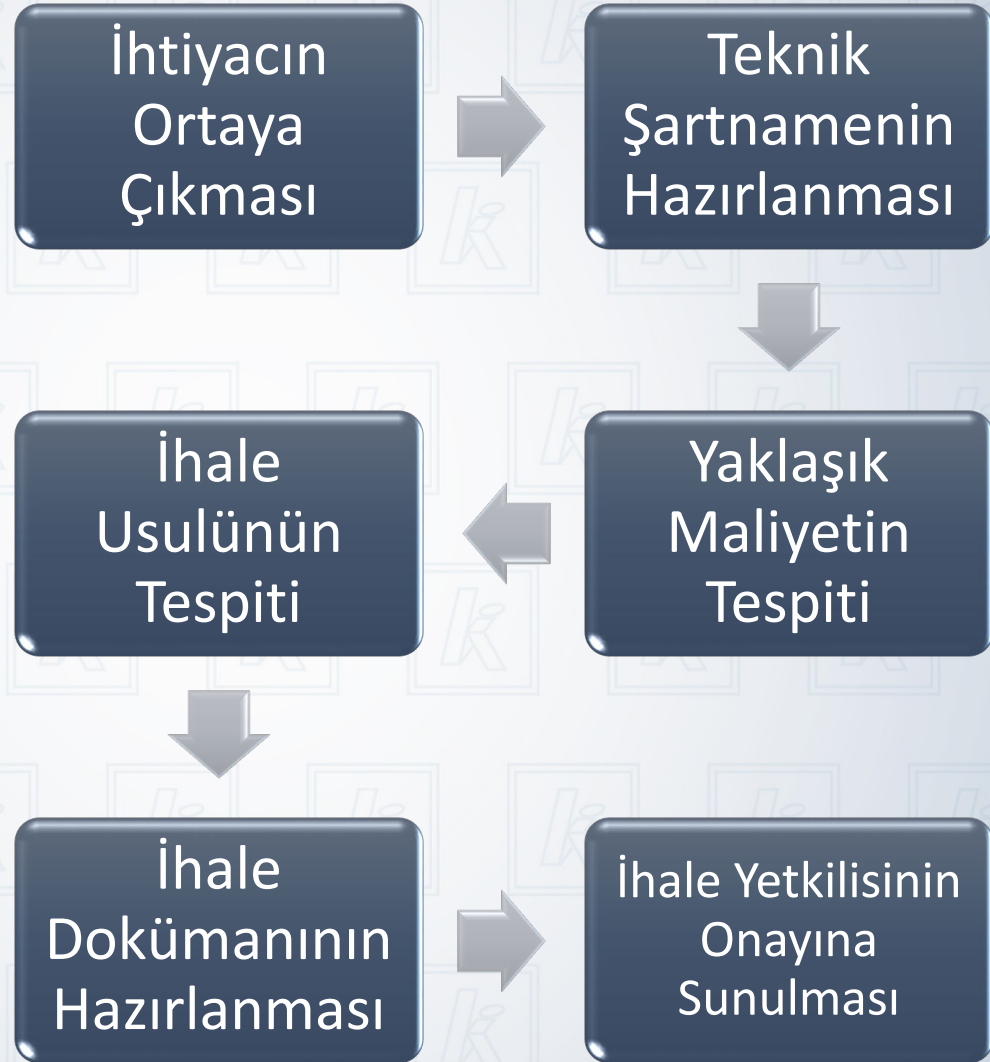 İhtiyacın
Ortaya
Çıkması
Teknik
Şartnamenin
Hazırlanması
Yaklaşık
Maliyetin
Tespiti
İhale
Usulünün
Tespiti
İhale
Dokümanının
Hazırlanması
İhale Yetkilisinin
Onayına
Sunulması